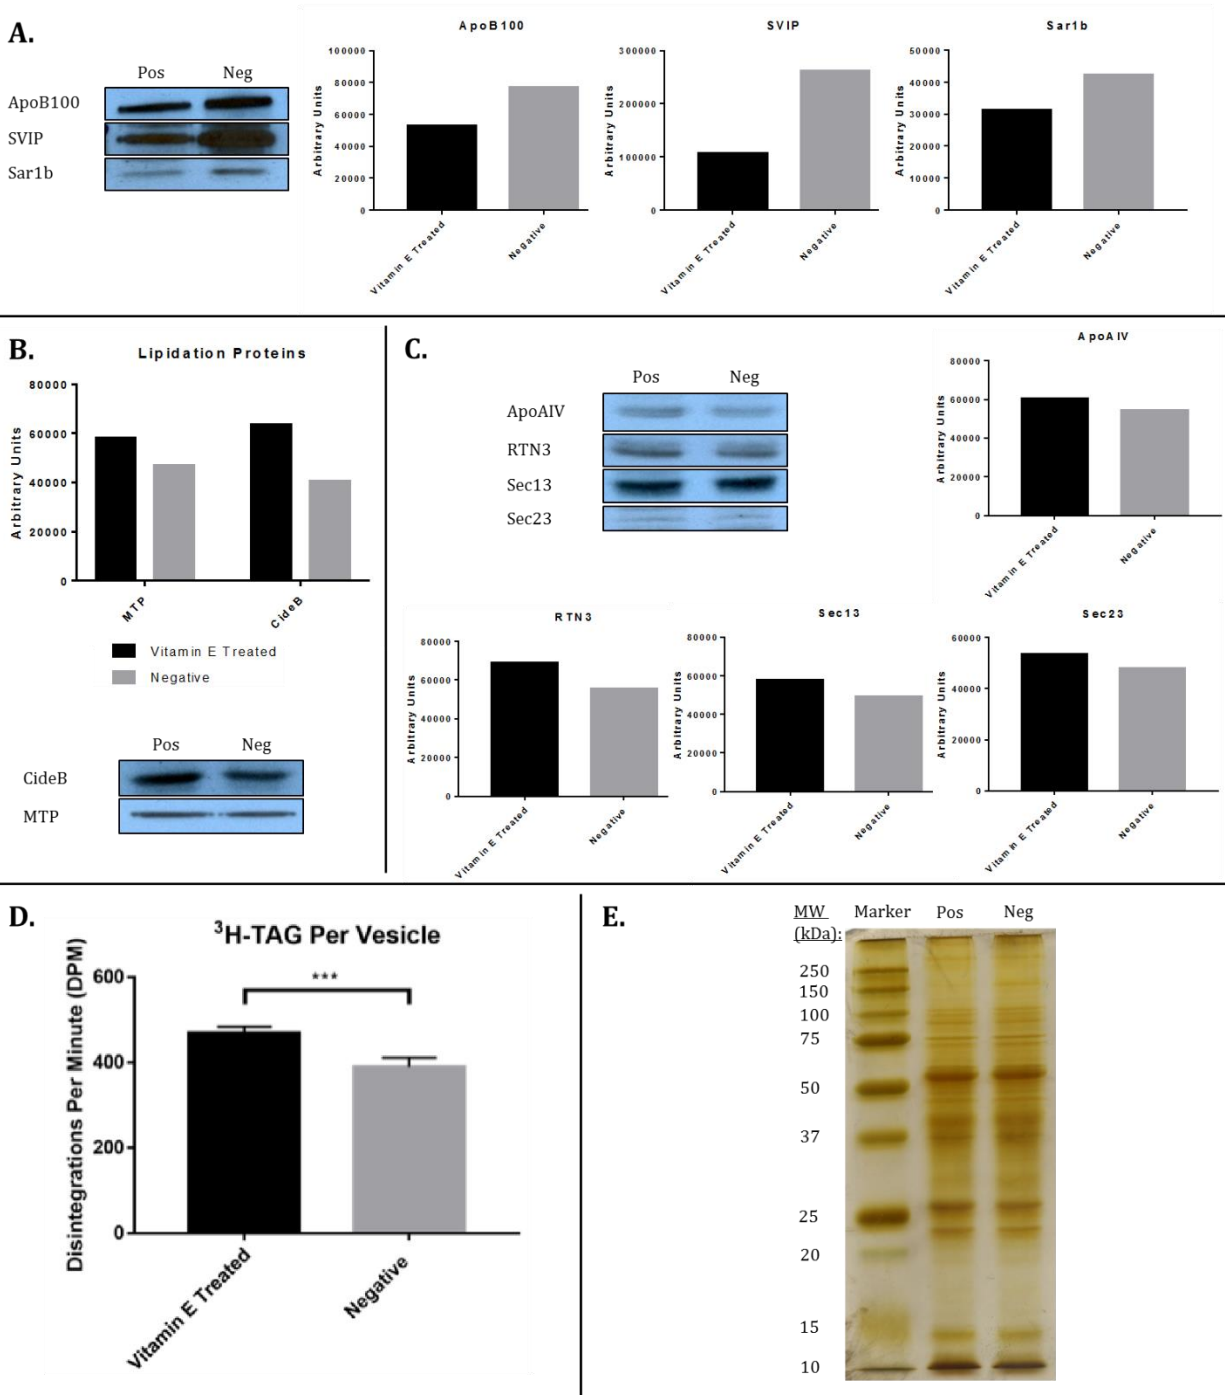 A.
Pos Neg
ApoB100
SVIP
Sar1b
ApoB100
Arbitrary Units
100000
80000
60000
40000
20000
0
Vitamin E Treated
Negative
SVIP
Arbitrary Units
300000
200000
100000
0
Vitamin E Treated
Negative
Sar1b
Arbitrary Units
50000
40000
30000
20000
10000
0
Vitamin E Treated
Negative
B.
Lipidation Proteins
Arbitrary Units
80000
60000
40000
20000
0
MTP
CideB
Vitamin E Treated
Negative
Pos Neg
CideB
MTP
C.
Pos Neg
ApoAIV
RTN3
Sec13
Sec23
ApoAIV
Arbitrary Units
80000
60000
40000
20000
0
Vitamin E Treated
Negative
RTN3
Arbitrary Units
80000
60000
40000
20000
0
Vitamin E Treated
Negative
Sec13
Arbitrary Units
80000
60000
40000
20000
0
Vitamin E Treated
Negative
Sec23
Arbitrary Units
60000
40000
20000
0
Vitamin E Treated
Negative
D.
³H-TAG Per Vesicle
Disintegrations Per Minute (DPM)
600
400
200
0
***
Vitamin E Treated
Negative
E.
MW (kDa):
Marker Pos Neg
250
150
100
75
50
37
25
20
15
10